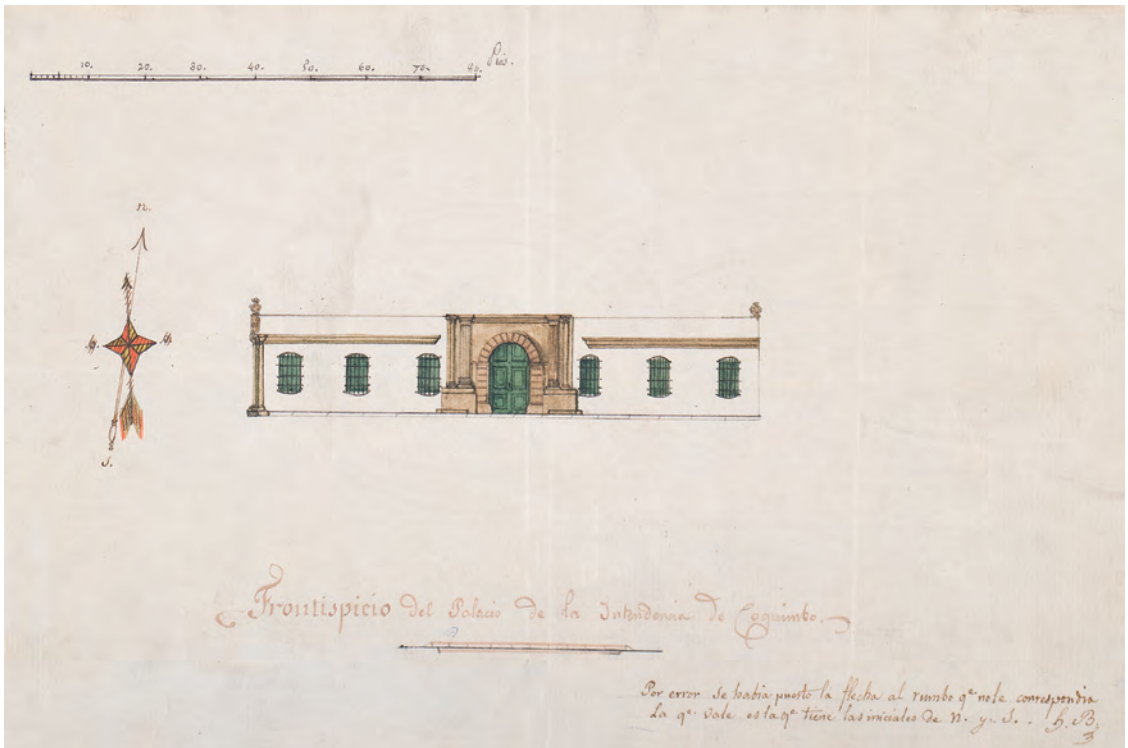 10. 20. 30. 40. 50. 60. 70. 80. Pies.
n.
S.
Frontispicio del Palacio de la Intendencia de Coquimbo.
Por error se habia puesto la flecha al rumbo qe. no le correspondia
La qe. vale es la qe. tiene las iniciales de N. y. S. .